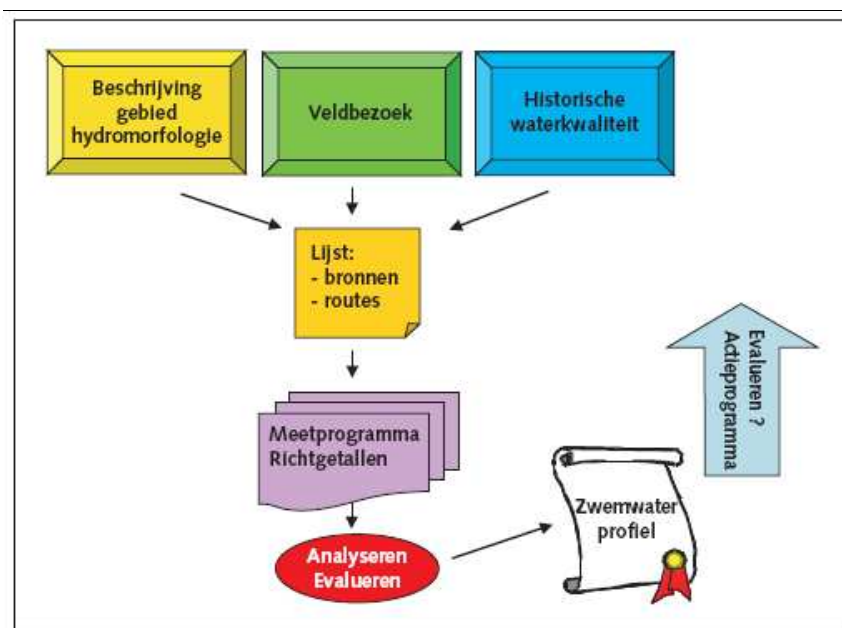 Beschrijving
gebied
hydromorfologie
Veldbezoek
Historische
waterkwaliteit
Lijst:
- bronnen
- routes
Evalueren ?
Actieprogramma
Meetprogramma
Richtgetallen
Zwemwater
profiel
Analyseren
Evalueren